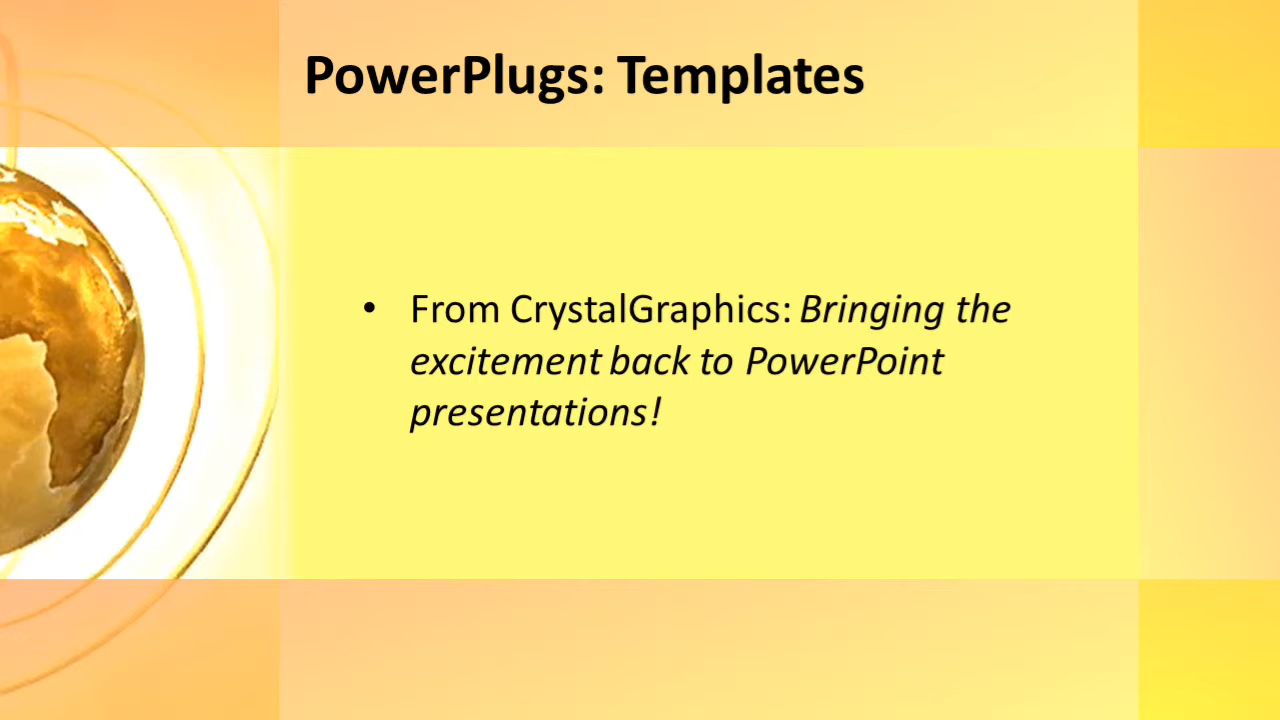 PowerPlugs: Templates
• From CrystalGraphics: Bringing the
excitement back to PowerPoint
presentations!